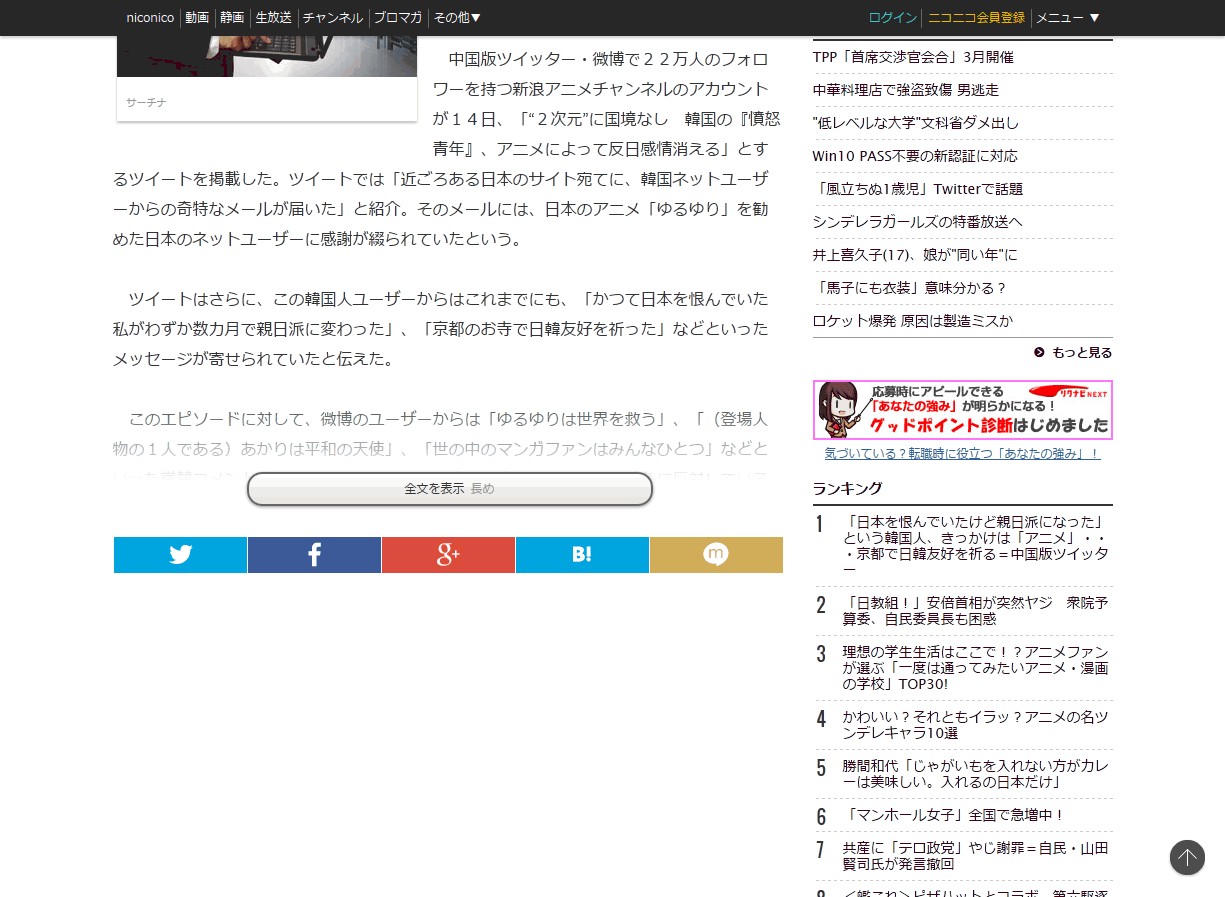 niconico 動画 静画 生放送 チャンネル ブロマガ その他▼ ログイン ニコニコ会員登録 メニュー ▼
サーチナ
中国版ツイッター・微博で２２万人のフォロ
ワーを持つ新浪アニメチャンネルのアカウント
が１４日、「“２次元”に国境なし　韓国の『憤怒
青年』、アニメによって反日感情消える」とす
るツイートを掲載した。ツイートでは「近ごろある日本のサイト宛てに、韓国ネットユーザ
ーからの奇特なメールが届いた」と紹介。そのメールには、日本のアニメ「ゆるゆり」を勧
めた日本のネットユーザーに感謝が綴られていたという。
ツイートはさらに、この韓国人ユーザーからはこれまでにも、「かつて日本を恨んでいた
私がわずか数カ月で親日派に変わった」、「京都のお寺で日韓友好を祈った」などといった
メッセージが寄せられていたと伝えた。
このエピソードに対して、微博のユーザーからは「ゆるゆりは世界を救う」、「（登場人
物の１人である）あかりは平和の天使」、「世の中のマンガファンはみんなひとつ」などと
全文を表示 長め
B!
TPP「首席交渉官会合」3月開催
中華料理店で強盗致傷 男逃走
"低レベルな大学"文科省ダメ出し
Win10 PASS不要の新認証に対応
「風立ちぬ1歳児」Twitterで話題
シンデレラガールズの特番放送へ
井上喜久子(17)、娘が"同い年"に
「馬子にも衣装」意味分かる？
ロケット爆発 原因は製造ミスか
もっと見る
応募時にアピールできる
リクナビNEXT
「あなたの強み」が明らかになる！
グッドポイント診断はじめました
気づいている？転職時に役立つ「あなたの強み」！
ランキング
1 「日本を恨んでいたけど親日派になった」
という韓国人、きっかけは「アニメ」・・
・京都で日韓友好を祈る＝中国版ツイッタ
ー
2 「日教組！」安倍首相が突然ヤジ　衆院予
算委、自民委員長も困惑
3 理想の学生生活はここで！？アニメファン
が選ぶ「一度は通ってみたいアニメ・漫画
の学校」TOP30!
4 かわいい？それともイラッ？アニメの名ツ
ンデレキャラ10選
5 勝間和代「じゃがいもを入れない方がカレ
ーは美味しい。入れるの日本だけ」
6 「マンホール女子」全国で急増中！
7 共産に「テロ政党」やじ謝罪＝自民・山田
賢司氏が発言撤回